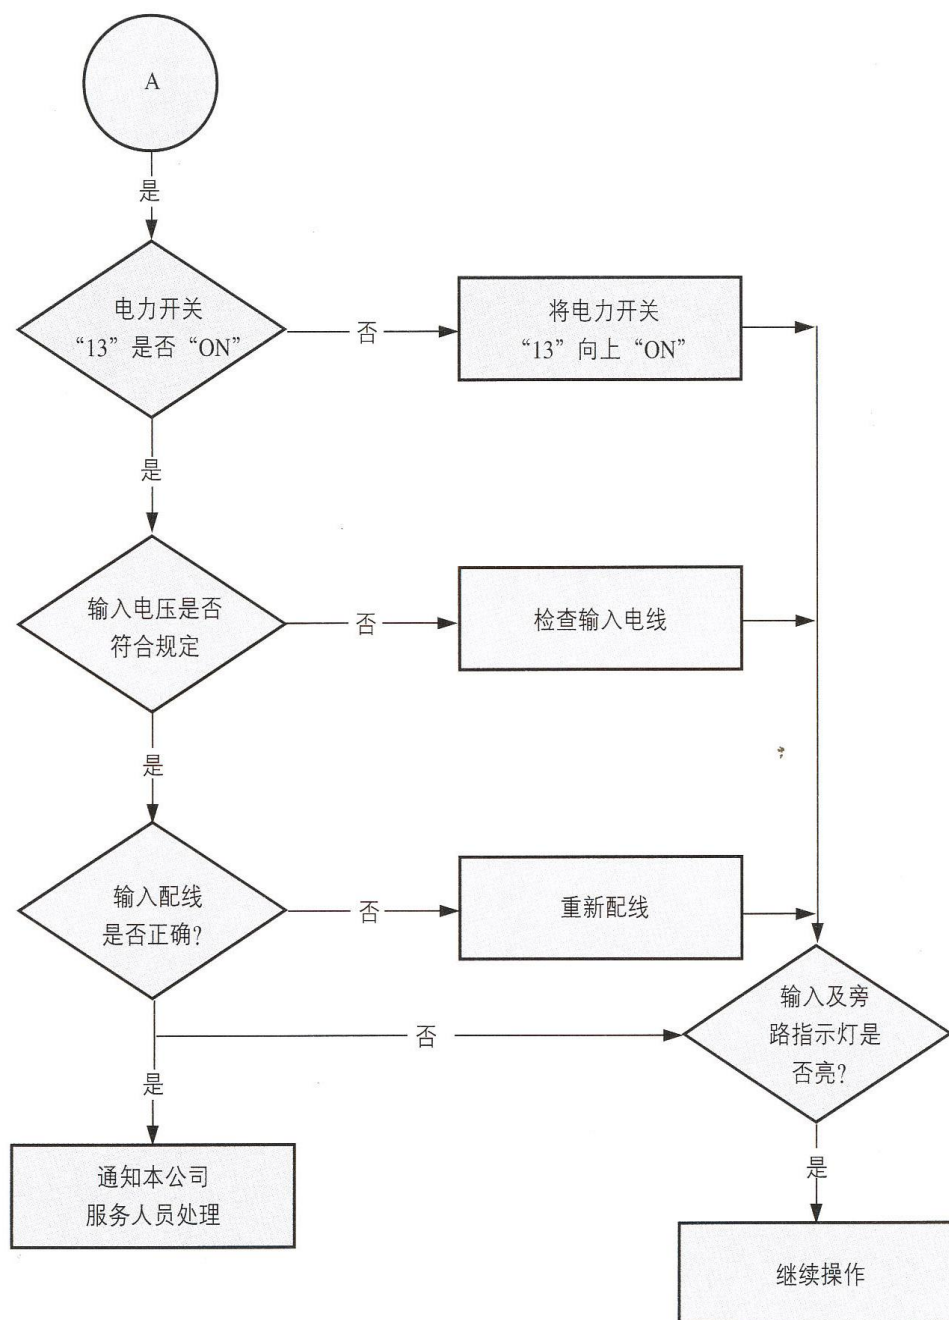 A
是
电力开关
“13”是否“ON”
否
将电力开关
“13”向上“ON”
是
输入电压是否
符合规定
否
检查输入电线
是
输入配线
是否正确?
否
重新配线
输入及旁
路指示灯是
否亮?
否
是
通知本公司
服务人员处理
是
继续操作